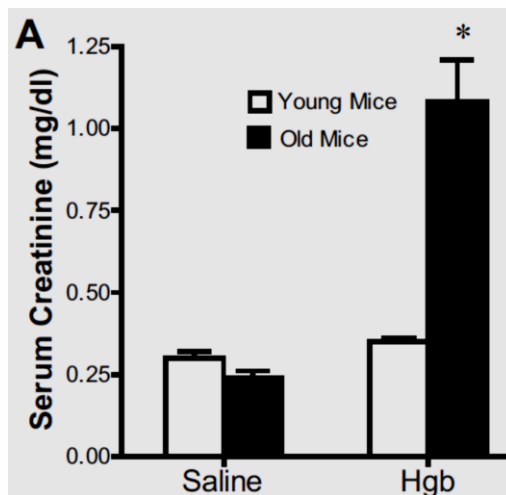 A
*
1.25
Young Mice
Old Mice
1.00
0.75
0.50
0.25
0.00
Serum Creatinine (mg/dl)
Saline Hgb